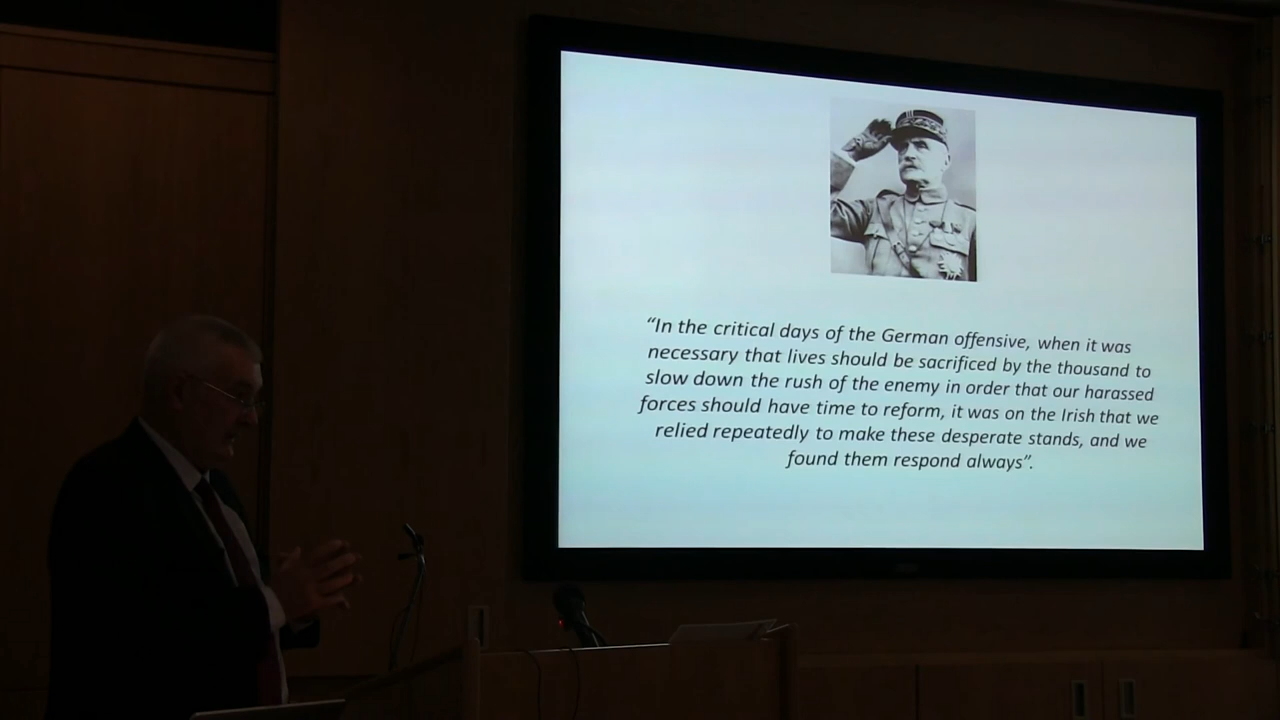 “In the critical days of the German offensive, when it was
necessary that lives should be sacrificed by the thousand to
slow down the rush of the enemy in order that our harassed
forces should have time to reform, it was on the Irish that we
relied repeatedly to make these desperate stands, and we
found them respond always”.